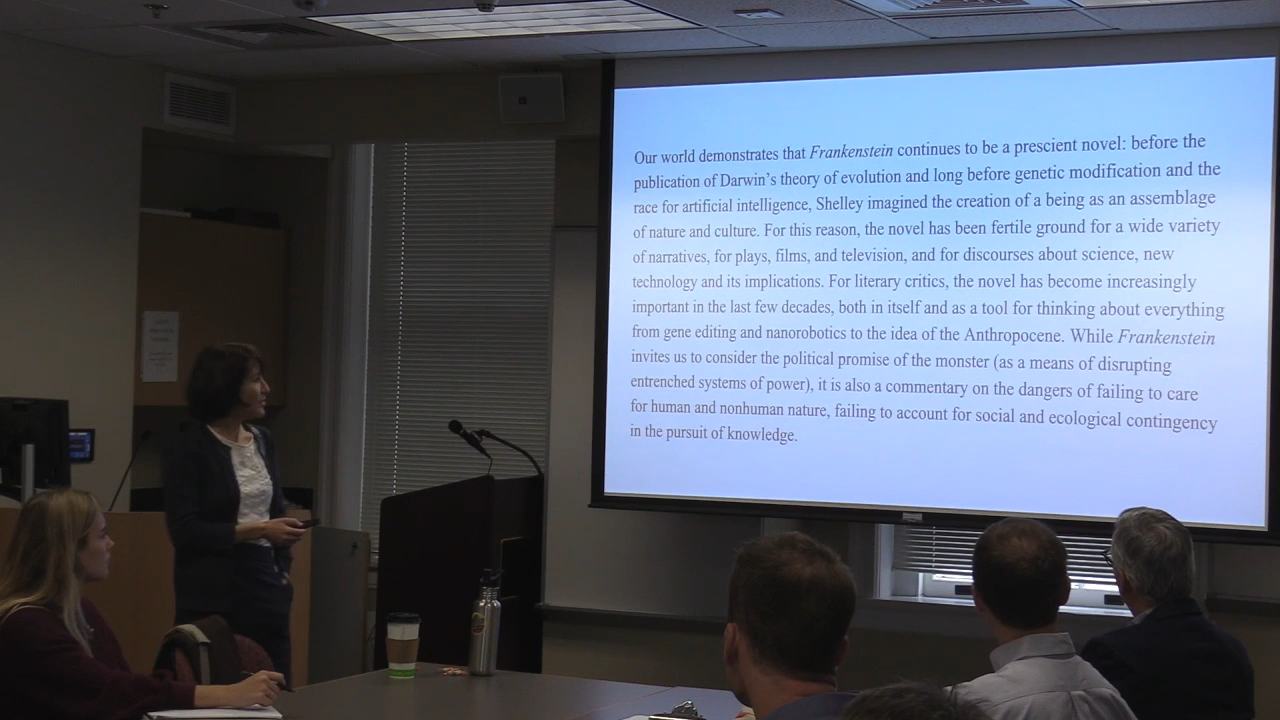 Our world demonstrates that Frankenstein continues to be a prescient novel: before the
publication of Darwin's theory of evolution and long before genetic modification and the
race for artificial intelligence, Shelley imagined the creation of a being as an assemblage
of nature and culture. For this reason, the novel has been fertile ground for a wide variety
of narratives, for plays, films, and television, and for discourses about science, new
technology and its implications. For literary critics, the novel has become increasingly
important in the last few decades, both in itself and as a tool for thinking about everything
from gene editing and nanorobotics to the idea of the Anthropocene. While Frankenstein
invites us to consider the political promise of the monster (as a means of disrupting
entrenched systems of power), it is also a commentary on the dangers of failing to care
for human and nonhuman nature, failing to account for social and ecological contingency
in the pursuit of knowledge.